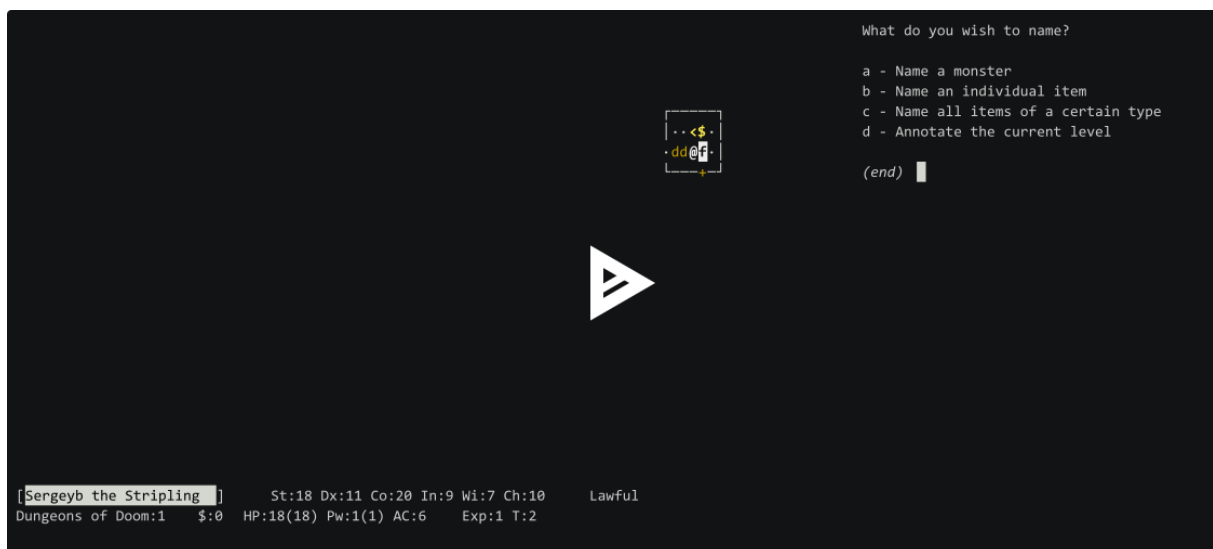 What do you wish to name?
a - Name a monster
b - Name an individual item
c - Name all items of a certain type
d - Annotate the current level
(end)
|··<$·|
·dd@f·|
+
[Sergeyb the Stripling ] St:18 Dx:11 Co:20 In:9 Wi:7 Ch:10 Lawful
Dungeons of Doom:1 $:0 HP:18(18) Pw:1(1) AC:6 Exp:1 T:2